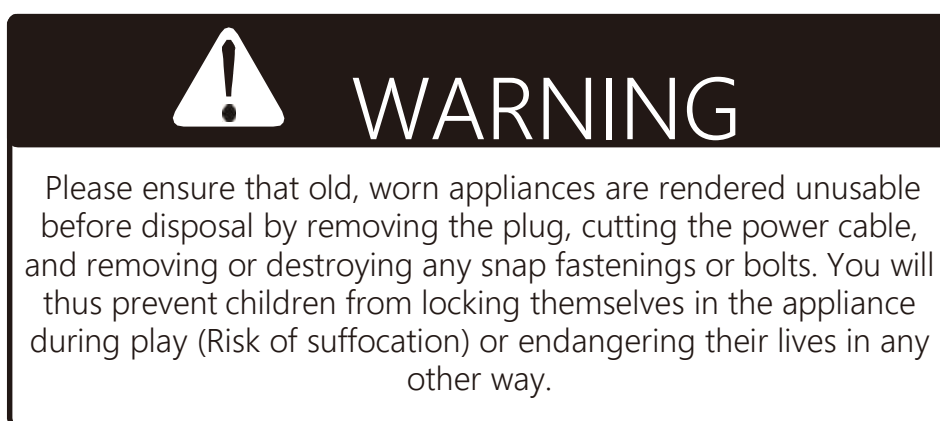 WARNING
Please ensure that old, worn appliances are rendered unusable
before disposal by removing the plug, cutting the power cable,
and removing or destroying any snap fastenings or bolts. You will
thus prevent children from locking themselves in the appliance
during play (Risk of suffocation) or endangering their lives in any
other way.